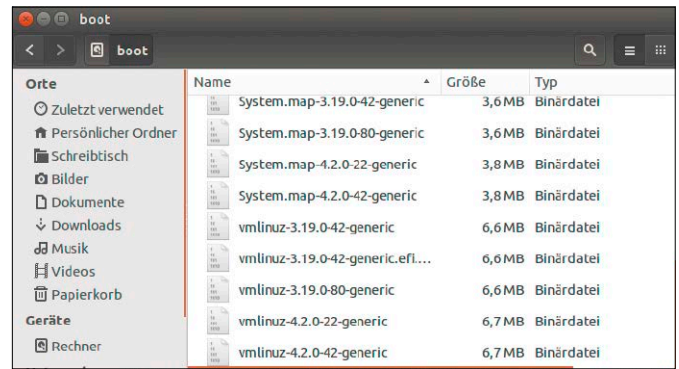 boot
boot
Orte
Zuletzt verwendet
Persönlicher Ordner
Schreibtisch
Bilder
Dokumente
Downloads
Musik
Videos
Papierkorb
Geräte
Rechner
Name Größe Typ
System.map-3.19.0-42-generic 3,6 MB Binärdatei
System.map-3.19.0-80-generic 3,6 MB Binärdatei
System.map-4.2.0-22-generic 3,8 MB Binärdatei
System.map-4.2.0-42-generic 3,8 MB Binärdatei
vmlinuz-3.19.0-42-generic 6,6 MB Binärdatei
vmlinuz-3.19.0-42-generic.efi.... 6,6 MB Binärdatei
vmlinuz-3.19.0-80-generic 6,6 MB Binärdatei
vmlinuz-4.2.0-22-generic 6,7 MB Binärdatei
vmlinuz-4.2.0-42-generic 6,7 MB Binärdatei